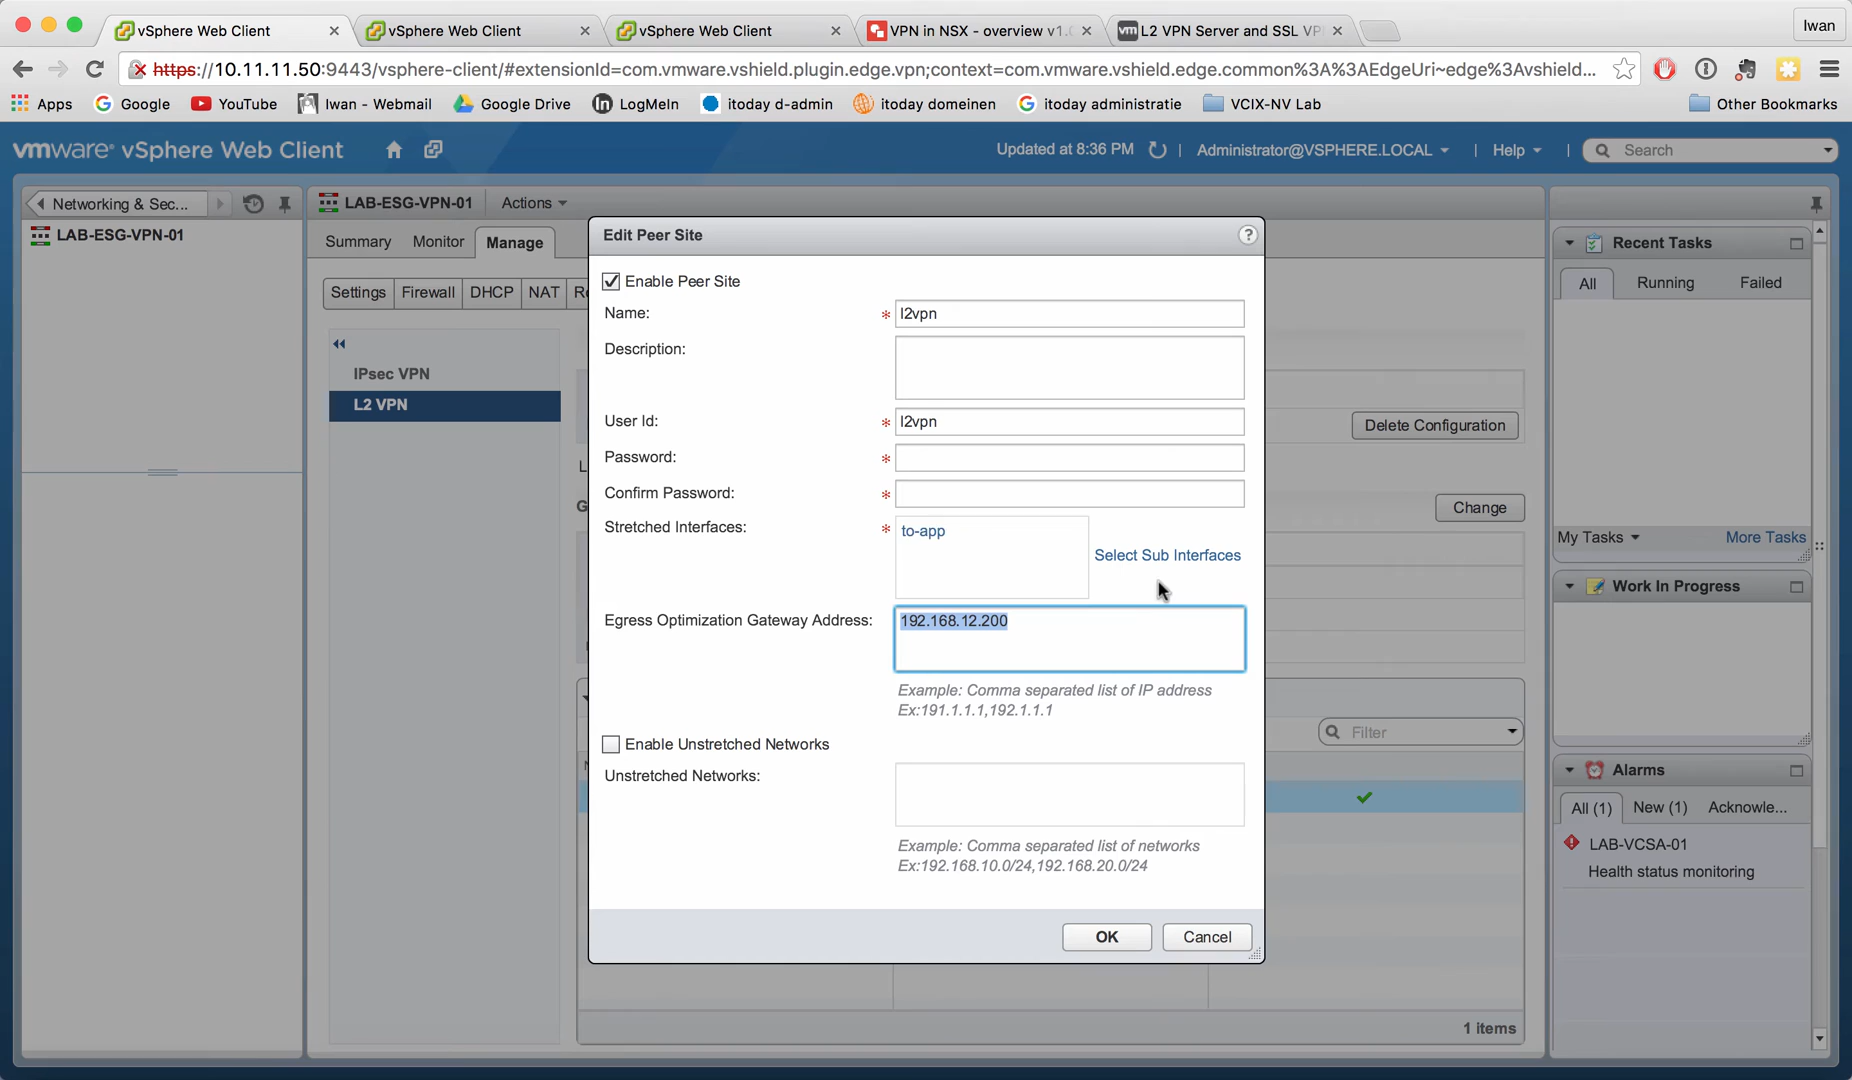 vSphere Web Client
vSphere Web Client
vSphere Web Client
VPN in NSX - overview v1.
L2 VPN Server and SSL VP
Iwan
https://10.11.11.50:9443/vsphere-client/#extensionId=com.vmware.vshield.plugin.edge.vpn;context=com.vmware.vshield.edge.common%3A%3AEdgeUri~edge%3Avshield...
Apps Google YouTube Iwan - Webmail Google Drive LogMeIn itoday d-admin itoday domeinen itoday administratie VCIX-NV Lab Other Bookmarks
vmware® vSphere Web Client
Updated at 8:36 PM | Administrator@VSPHERE.LOCAL | Help | Search
Networking & Sec...
LAB-ESG-VPN-01
LAB-ESG-VPN-01 Actions
Summary Monitor Manage
Settings Firewall DHCP NAT
IPsec VPN
L2 VPN
Delete Configuration
Change
Filter
1 items
Edit Peer Site
?
Enable Peer Site
Name: * l2vpn
Description:
User Id: * l2vpn
Password: *
Confirm Password: *
Stretched Interfaces: * to-app
Select Sub Interfaces
Egress Optimization Gateway Address: 192.168.12.200
Example: Comma separated list of IP address
Ex:191.1.1.1,192.1.1.1
Enable Unstretched Networks
Unstretched Networks:
Example: Comma separated list of networks
Ex:192.168.10.0/24,192.168.20.0/24
OK Cancel
Recent Tasks
All Running Failed
My Tasks More Tasks
Work In Progress
Alarms
All (1) New (1) Acknowle...
LAB-VCSA-01
Health status monitoring